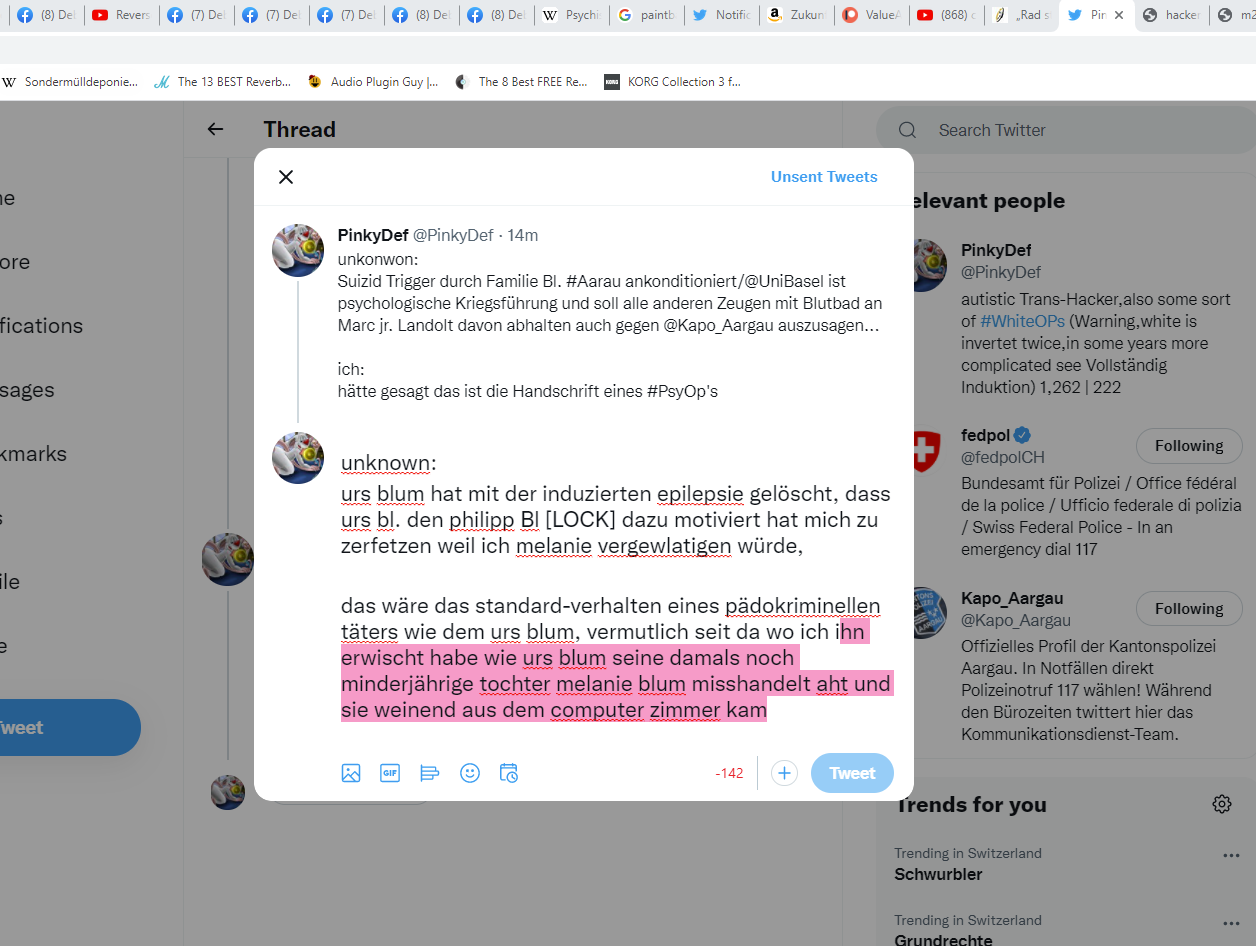 (8) Del
Revers
(7) Del
(7) Del
(7) Del
(8) Del
(8) Del
Psychi
paintb
Notific
Zukun
ValueA
(868) c
„Rad s
Pin
hacke
m2
Sondermülldeponie...
The 13 BEST Reverb...
Audio Plugin Guy |...
The 8 Best FREE Re...
KORG Collection 3 f...
Thread
Search Twitter
Unsent Tweets
PinkyDef @PinkyDef · 14m
unkonwon:
Suizid Trigger durch Familie Bl. #Aarau ankonditioniert/@UniBasel ist
psychologische Kriegsführung und soll alle anderen Zeugen mit Blutbad an
Marc jr. Landolt davon abhalten auch gegen @Kapo_Aargau auszusagen...
ich:
hätte gesagt das ist die Handschrift eines #PsyOp's
unknown:
urs blum hat mit der induzierten epilepsie gelöscht, dass
urs bl. den philipp Bl [LOCK] dazu motiviert hat mich zu
zerfetzen weil ich melanie vergewlatigen würde,
das wäre das standard-verhalten eines pädokriminellen
täters wie dem urs blum, vermutlich seit da wo ich ihn
erwischt habe wie urs blum seine damals noch
minderjährige tochter melanie blum misshandelt aht und
sie weinend aus dem computer zimmer kam
-142
Tweet
ne
ore
fications
sages
kmarks
s
ile
e
weet
elevant people
PinkyDef
@PinkyDef
autistic Trans-Hacker,also some sort
of #WhiteOPs (Warning,white is
invertet twice,in some years more
complicated see Vollständig
Induktion) 1,262 | 222
fedpol
@fedpolCH
Following
Bundesamt für Polizei / Office fédéral
de la police / Ufficio federale di polizia
/ Swiss Federal Police - In an
emergency dial 117
Kapo_Aargau
@Kapo_Aargau
Following
Offizielles Profil der Kantonspolizei
Aargau. In Notfällen direkt
Polizeinotruf 117 wählen! Während
den Bürozeiten twittert hier das
Kommunikationsdienst-Team.
Trends for you
Trending in Switzerland
Schwurbler
Trending in Switzerland
Grundrechte